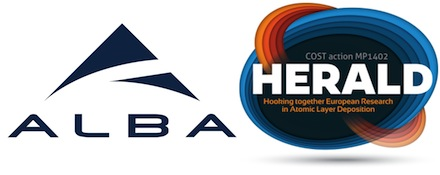 ALBA
COST action MP1402
HERALD
Hooking together European Research
in Atomic Layer Deposition